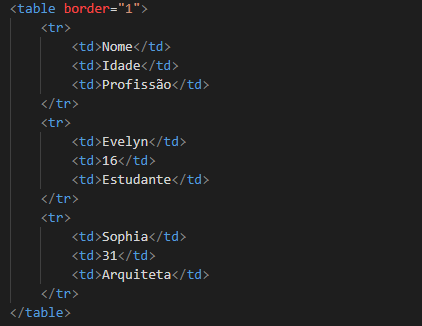 <table border="1">
    <tr>
        <td>Nome</td>
        <td>Idade</td>
        <td>Profissão</td>
    </tr>
    <tr>
        <td>Evelyn</td>
        <td>16</td>
        <td>Estudante</td>
    </tr>
    <tr>
        <td>Sophia</td>
        <td>31</td>
        <td>Arquiteta</td>
    </tr>
</table>